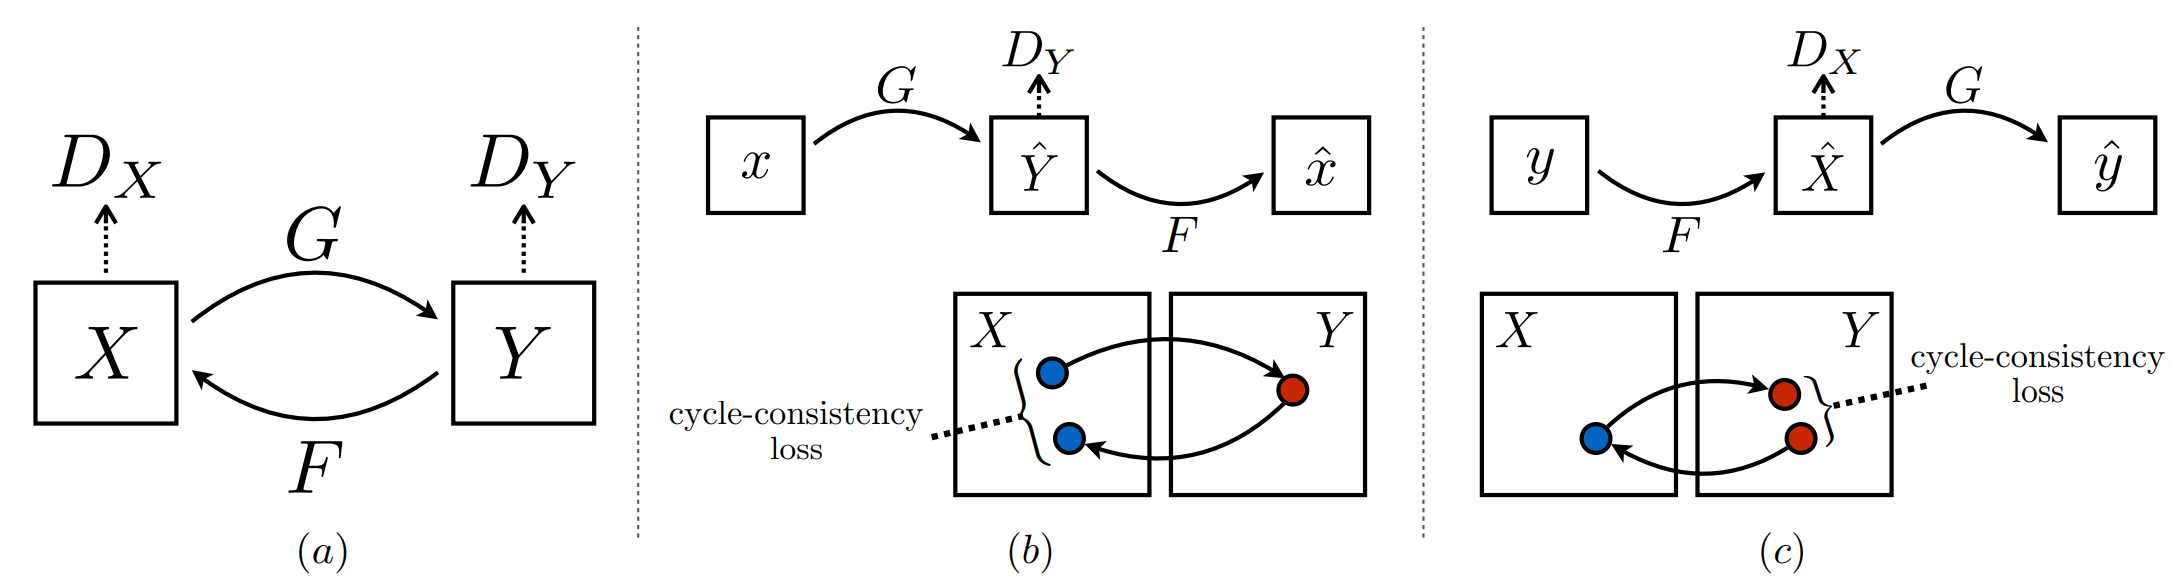 D_X
D_Y
G
X
Y
F
(a)
D_Y
G
x
Ŷ
x̂
F
X
Y
cycle-consistency
loss
(b)
D_X
G
y
X̂
ŷ
F
X
Y
cycle-consistency
loss
(c)